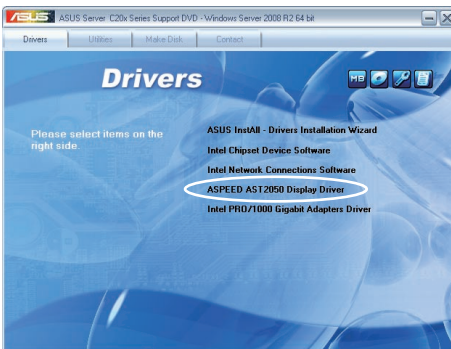 ASUS ASUS Server C20x Series Support DVD - Windows Server 2008 R2 64 bit
Drivers Utilities Make Disk Contact
Drivers
MB
Please select items on the
right side.
ASUS InstAll - Drivers Installation Wizard
Intel Chipset Device Software
Intel Network Connections Software
ASPEED AST2050 Display Driver
Intel PRO/1000 Gigabit Adapters Driver